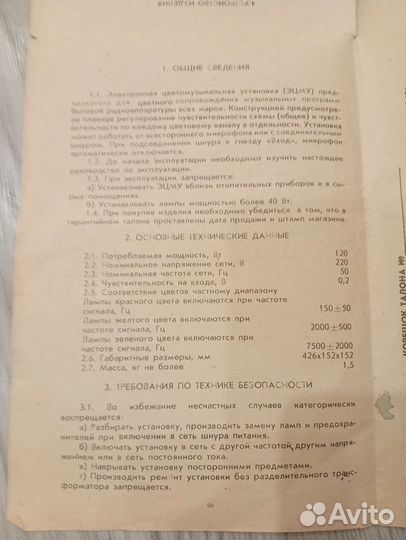 4. УСТРОЙСТВО ИЗДЕЛИЯ
1. ОБЩИЕ СВЕДЕНИЯ
1.1. Электронная цветомузыкальная установка (ЭЦМУ) пред-
назначена для цветного сопровождения музыкальных программ
бытовой радиоаппаратуры всех марок. Конструкцией предусмотре-
но плавное регулирование чувствительности схемы (общее) и чувст-
вительности по каждому цветовому каналу в отдельности. Установка
может работать от встроенного микрофона или с соединительным
шнуром. При подсоединении шнура к гнезду «Вход», микрофон
автоматически отключается.
1.2. До начала эксплуатации необходимо изучить настоящее
руководство по эксплуатации.
1.3. При эксплуатации запрещается:
а) Устанавливать ЭЦМУ вблизи отопительных приборов и в сы-
рых помещениях.
б) Устанавливать лампы мощностью более 40 Вт.
1.4. При покупке изделия необходимо убедиться в том, что в
гарантийном талоне проставлены дата продажи и штамп магазина.
2. ОСНОВНЫЕ ТЕХНИЧЕСКИЕ ДАННЫЕ
2.1. Потребляемая мощность, Вт 120
2.2. Номинальное напряжение сети, В 220
2.3. Номинальная частота сети, Гц 50
2.4. Чувствительность на входе, В 0,2
2.5. Соответствие цветов частотному диапазону
Лампы красного цвета включаются при частоте
сигнала, Гц 150±50
Лампы желтого цвета включаются при
частоте сигнала, Гц 2000±500
Лампы зеленого цвета включаются при
частоте сигнала, Гц 7500±2000
2.6. Габаритные размеры, мм 426х152х152
2.7. Масса, кг не более 1,5
3. ТРЕБОВАНИЯ ПО ТЕХНИКЕ БЕЗОПАСНОСТИ
3.1. Во избежание несчастных случаев категорически
воспрещается:
а) Разбирать установку, производить замену ламп и предохра-
нителей при включении в сеть шнура питания.
б) Включать установку в сеть с другой частотой, другим напря-
жением или в сеть постоянного тока.
в) Накрывать установку посторонними предметами.
г) Производить ремонт установки без разделительного транс-
форматора запрещается.
КОРЕШОК ТАЛОНА №
Avito